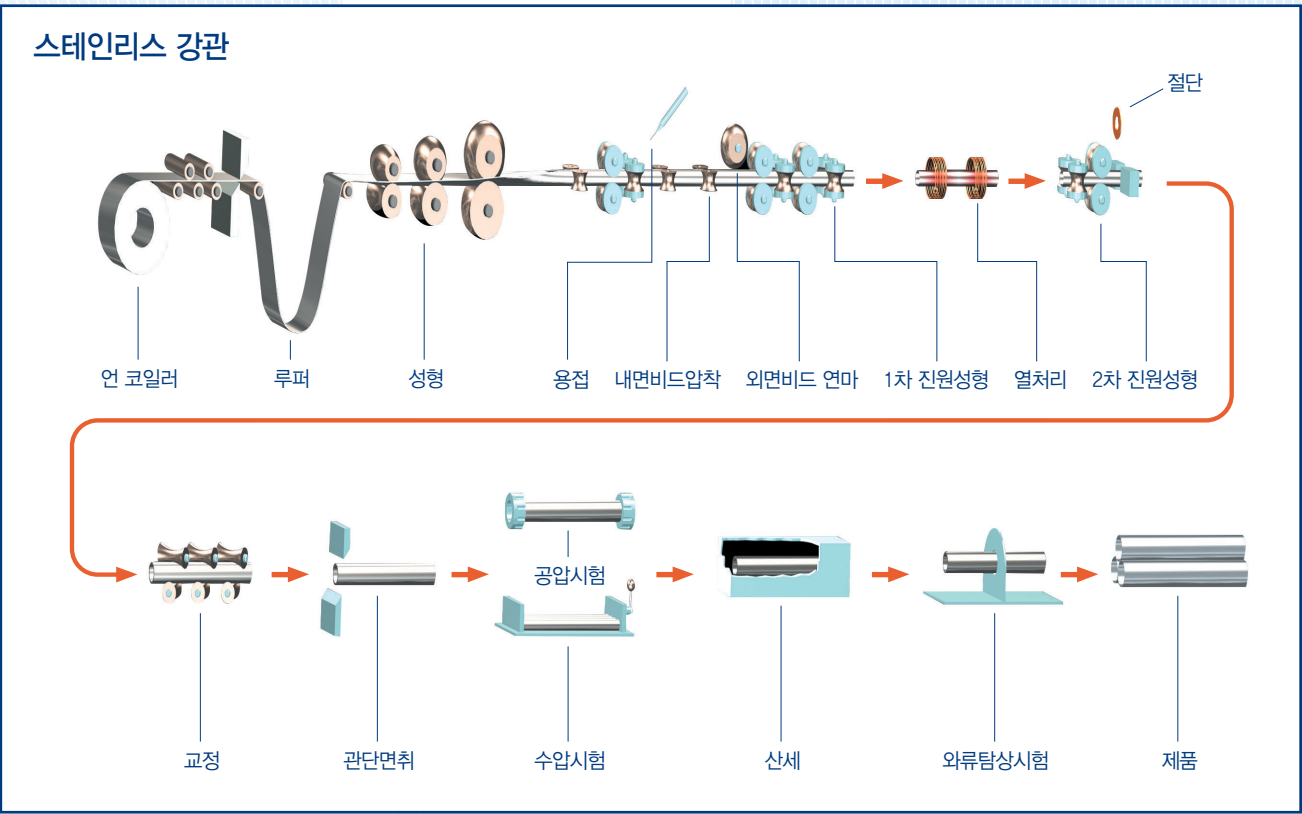 스테인리스 강관
절단
언 코일러
루퍼
성형
용접
내면비드압착
외면비드 연마
1차 진원성형
열처리
2차 진원성형
공압시험
교정
관단면취
수압시험
산세
와류탐상시험
제품